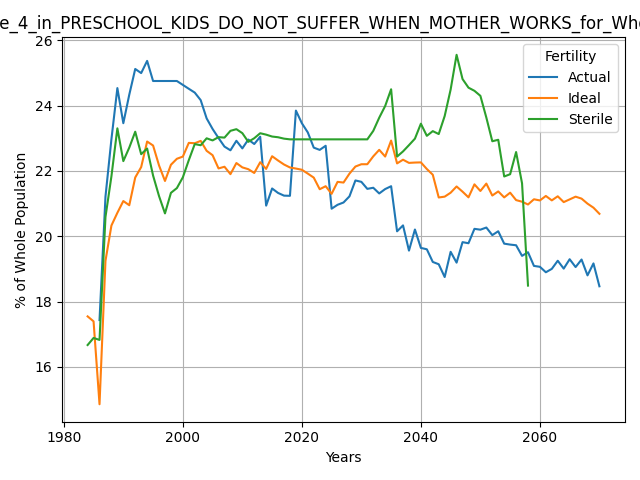 e_4_in_PRESCHOOL_KIDS_DO_NOT_SUFFER_WHEN_MOTHER_WORKS_for_Who
26
24
22
20
18
16
% of Whole Population
Fertility
Actual
Ideal
Sterile
1980 2000 2020 2040 2060
Years